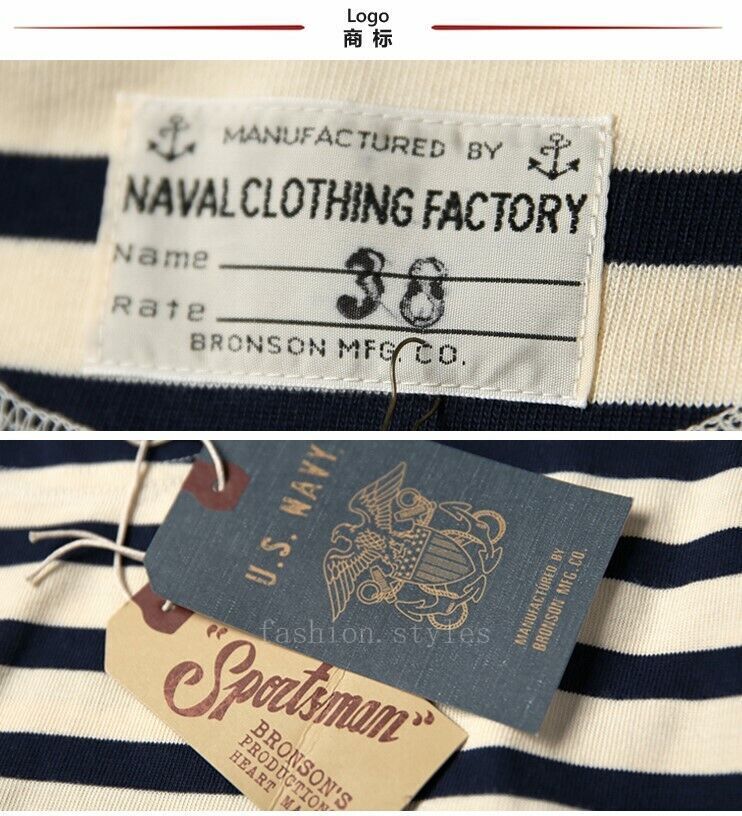 Logo
商标
MANUFACTURED BY
NAVAL CLOTHING FACTORY
Name
38
Rate
BRONSON MFG. CO.
U.S. NAVY.
MANUFACTURED BY
BRONSON MFG.CO.
fashion.styles
"Sportsman"
BRONSON'S
PRODUCTION
HEART